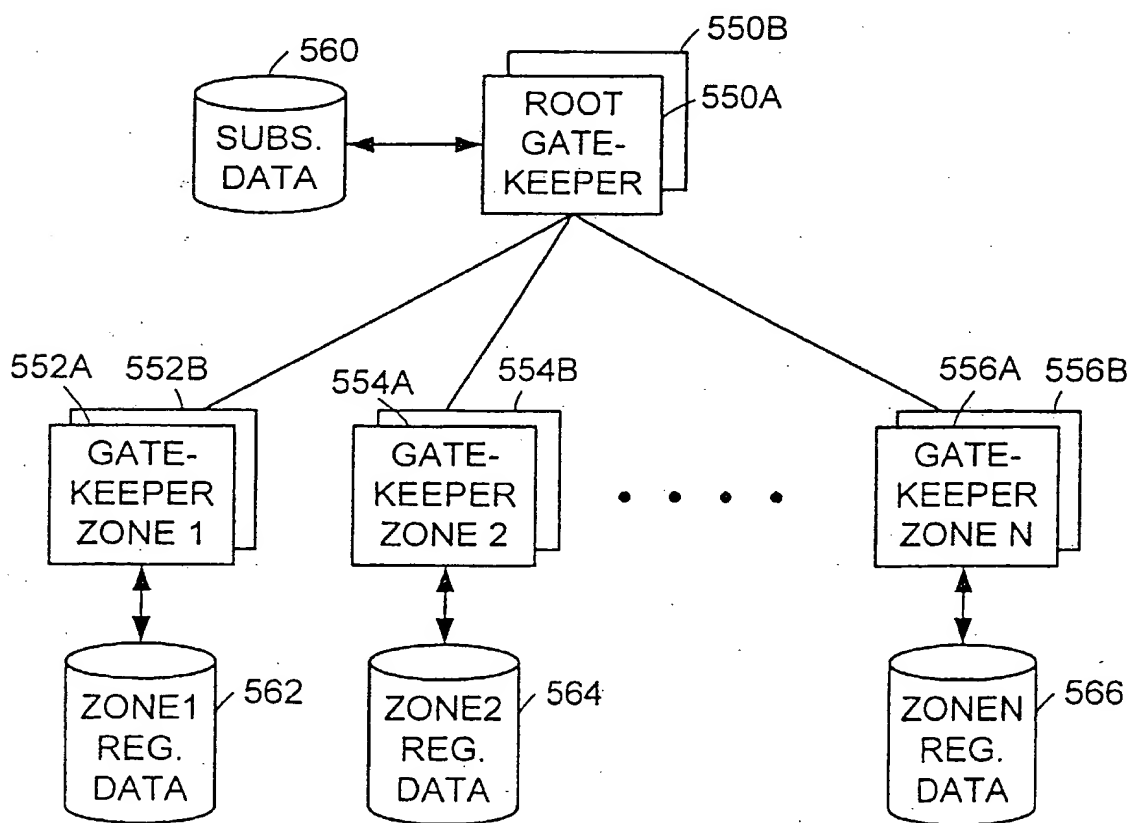 550B
560
550A
ROOT
GATE-
KEEPER
SUBS.
DATA
552A
552B
554A
554B
556A
556B
GATE-
KEEPER
ZONE 1
GATE-
KEEPER
ZONE 2
GATE-
KEEPER
ZONE N
ZONE1
REG.
DATA
562
ZONE2
REG.
DATA
564
ZONEN
REG.
DATA
566